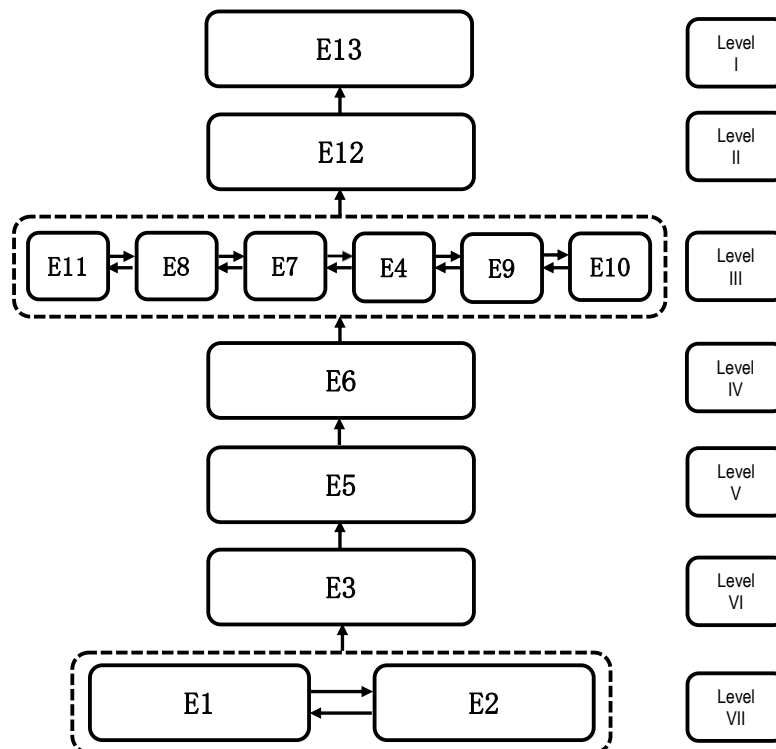 E13
Level
I
E12
Level
II
E11 E8 E7 E4 E9 E10
Level
III
E6
Level
IV
E5
Level
V
E3
Level
VI
E1 E2
Level
VII